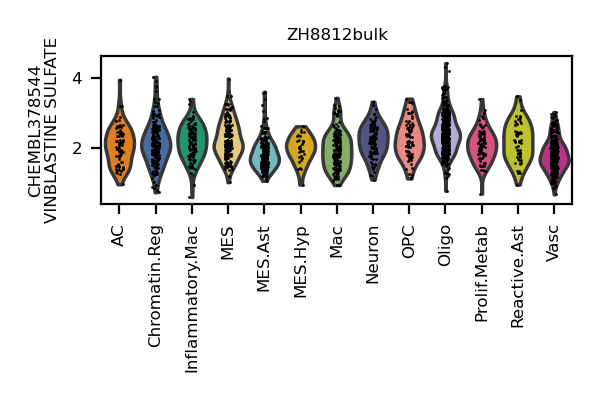 ZH8812bulk
CHEMBL378544
VINBLASTINE SULFATE
4
2
AC
Chromatin.Reg
Inflammatory.Mac
MES
MES.Ast
MES.Hyp
Mac
Neuron
OPC
Oligo
Prolif.Metab
Reactive.Ast
Vasc